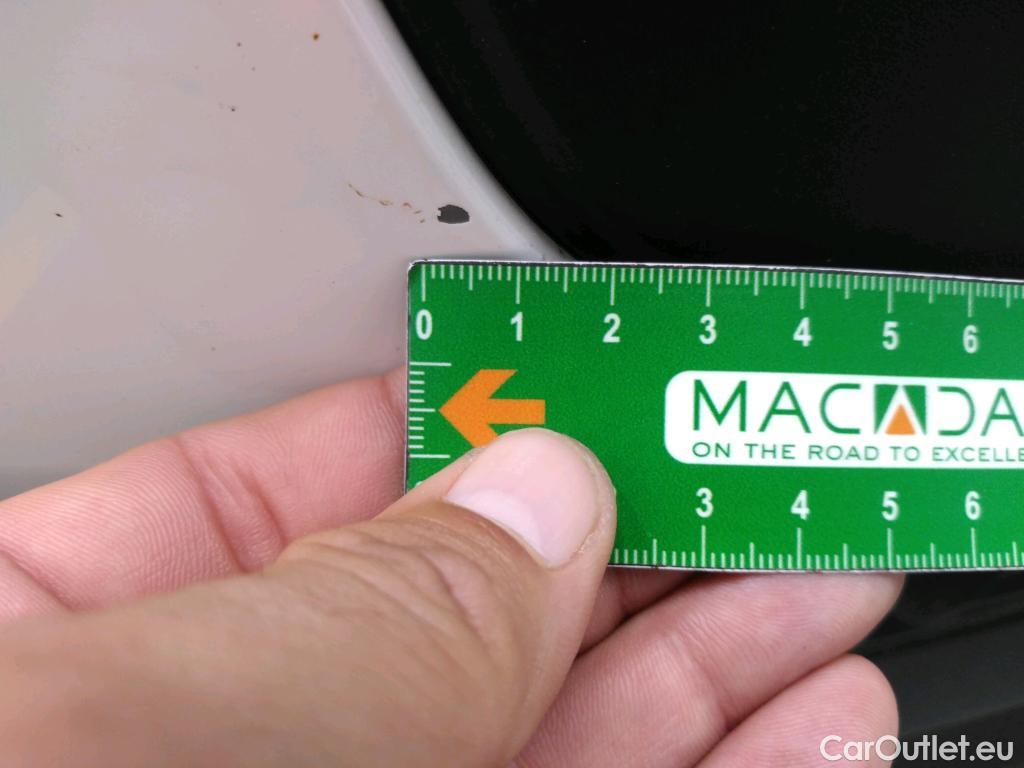 0 1 2 3 4 5 6
MACADA
ON THE ROAD TO EXCELLE
3 4 5 6
CarOutlet.eu